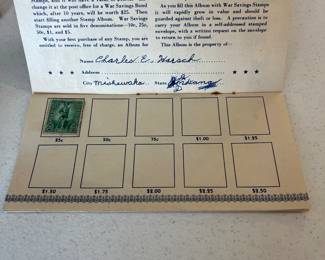 change it at the post office
for a War Savings Bond
which, after 10 years, will be worth $25. Then
start filling another Stamp Album. War Savings
Stamps are sold in five denominations—10c, 25c,
50c, $1, and $5.
With your first purchase of any Stamp, you are
entitled to receive, free of charge, an Album for
As you fill this Album with War Savings Stamps
it will rapidly grow in value and should be
guarded against theft or loss. A precaution is to
carry your Album in a self-addressed stamped
envelope, with a written request on the envelope
to return to you if found.
This Album is the property of—
Name Charles E. Hirsch
Address
City Mishawaka State Indiana
25c 50c 75c $1.00 $1.25
$1.50 $1.75 $2.00 $2.25 $2.50